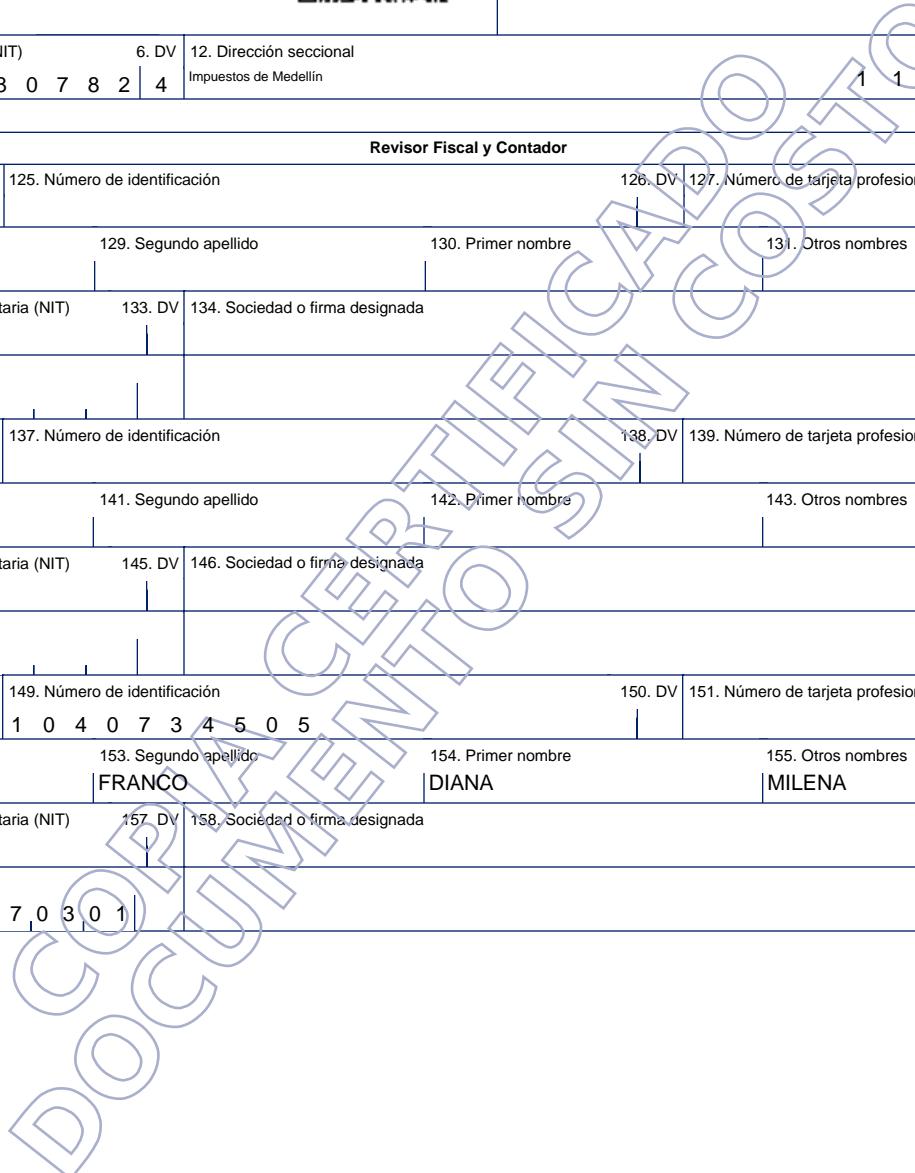 NIT) 6. DV 12. Dirección seccional
3 0 7 8 2 4 Impuestos de Medellín 1 1
Revisor Fiscal y Contador
125. Número de identificación 126. DV 127. Número de tarjeta profesion
129. Segundo apellido 130. Primer nombre 131. Otros nombres
taria (NIT) 133. DV 134. Sociedad o firma designada
137. Número de identificación 138. DV 139. Número de tarjeta profesion
141. Segundo apellido 142. Primer nombre 143. Otros nombres
taria (NIT) 145. DV 146. Sociedad o firma designada
149. Número de identificación 150. DV 151. Número de tarjeta profesion
1 0 4 0 7 3 4 5 0 5
153. Segundo apellido 154. Primer nombre 155. Otros nombres
FRANCO DIANA MILENA
taria (NIT) 157. DV 158. Sociedad o firma designada
7 0 3 0 1
COPIA CERTIFICADO
DOCUMENTO SIN COSTO